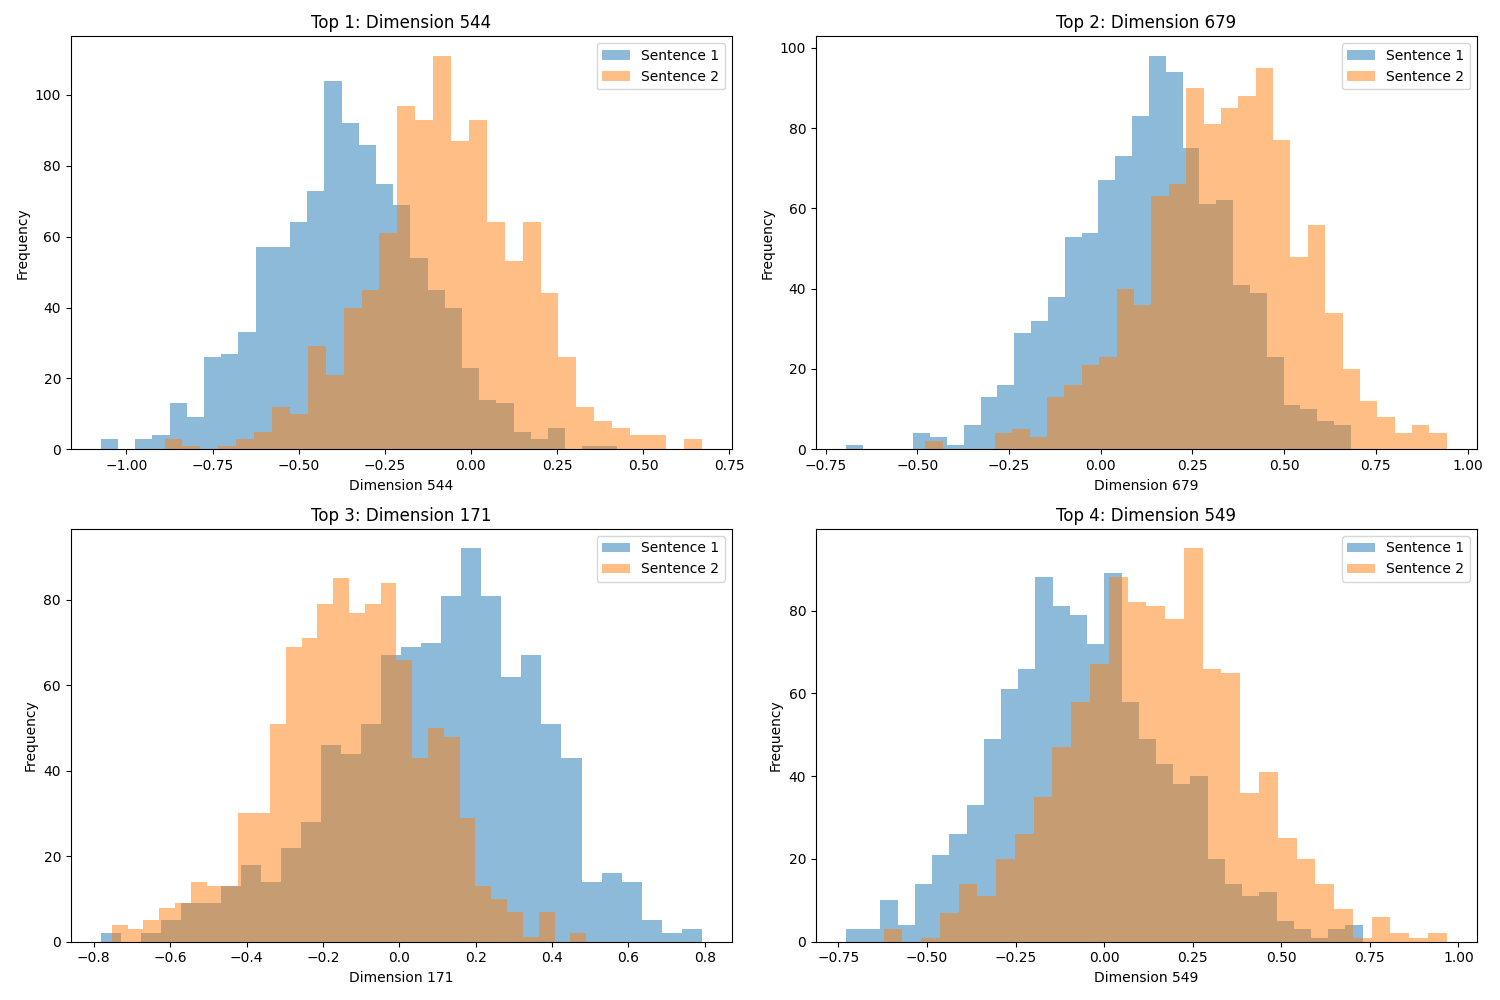 Top 1: Dimension 544
Sentence 1
Sentence 2
Frequency
100
80
60
40
20
0
−1.00 −0.75 −0.50 −0.25 0.00 0.25 0.50 0.75
Dimension 544
Top 2: Dimension 679
Sentence 1
Sentence 2
Frequency
100
80
60
40
20
0
−0.75 −0.50 −0.25 0.00 0.25 0.50 0.75 1.00
Dimension 679
Top 3: Dimension 171
Sentence 1
Sentence 2
Frequency
80
60
40
20
0
−0.8 −0.6 −0.4 −0.2 0.0 0.2 0.4 0.6 0.8
Dimension 171
Top 4: Dimension 549
Sentence 1
Sentence 2
Frequency
80
60
40
20
0
−0.75 −0.50 −0.25 0.00 0.25 0.50 0.75 1.00
Dimension 549